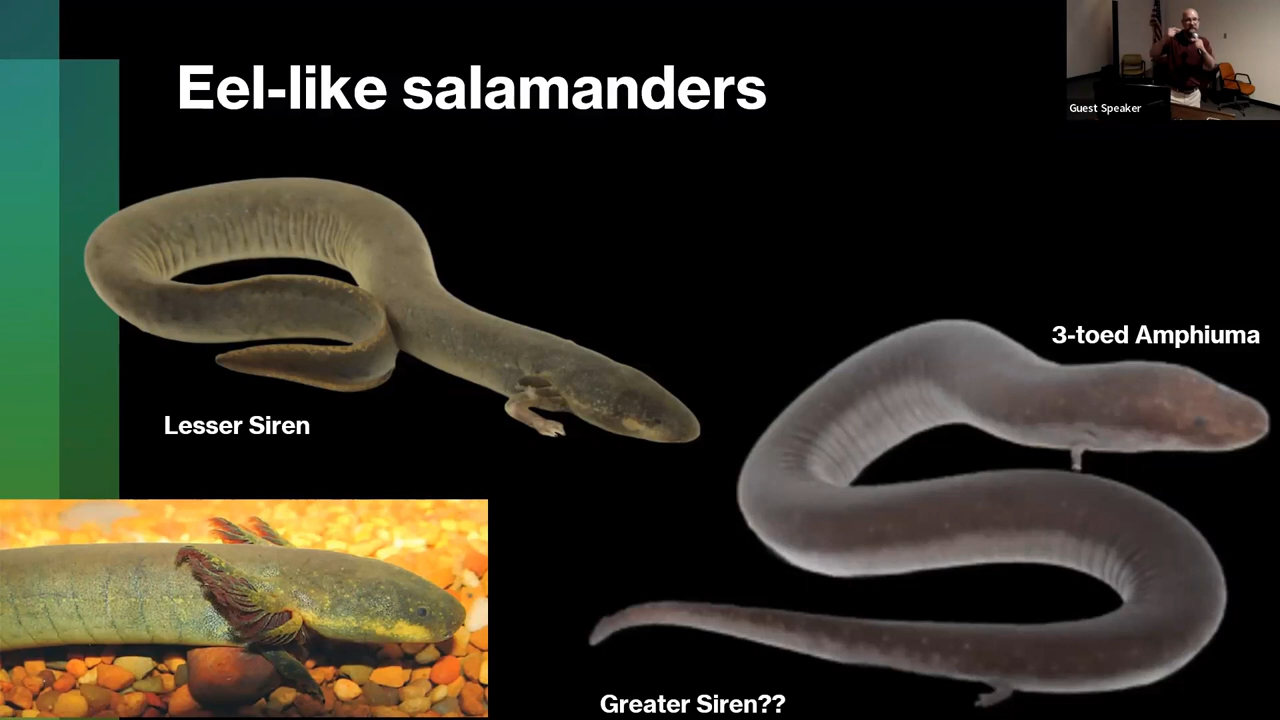 Eel-like salamanders
Guest Speaker
3-toed Amphiuma
Lesser Siren
Greater Siren??